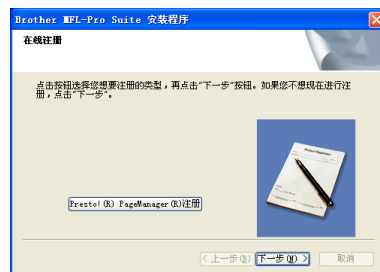 Brother MFL-Pro Suite 安装程序
在线注册
点击按钮选择您想要注册的类型，再点击“下一步”按钮。如果您不想现在进行注
册，点击“下一步”。
Presto! (R) PageManager (R)注册
< 上一步(B)
下一步(N) >
取消